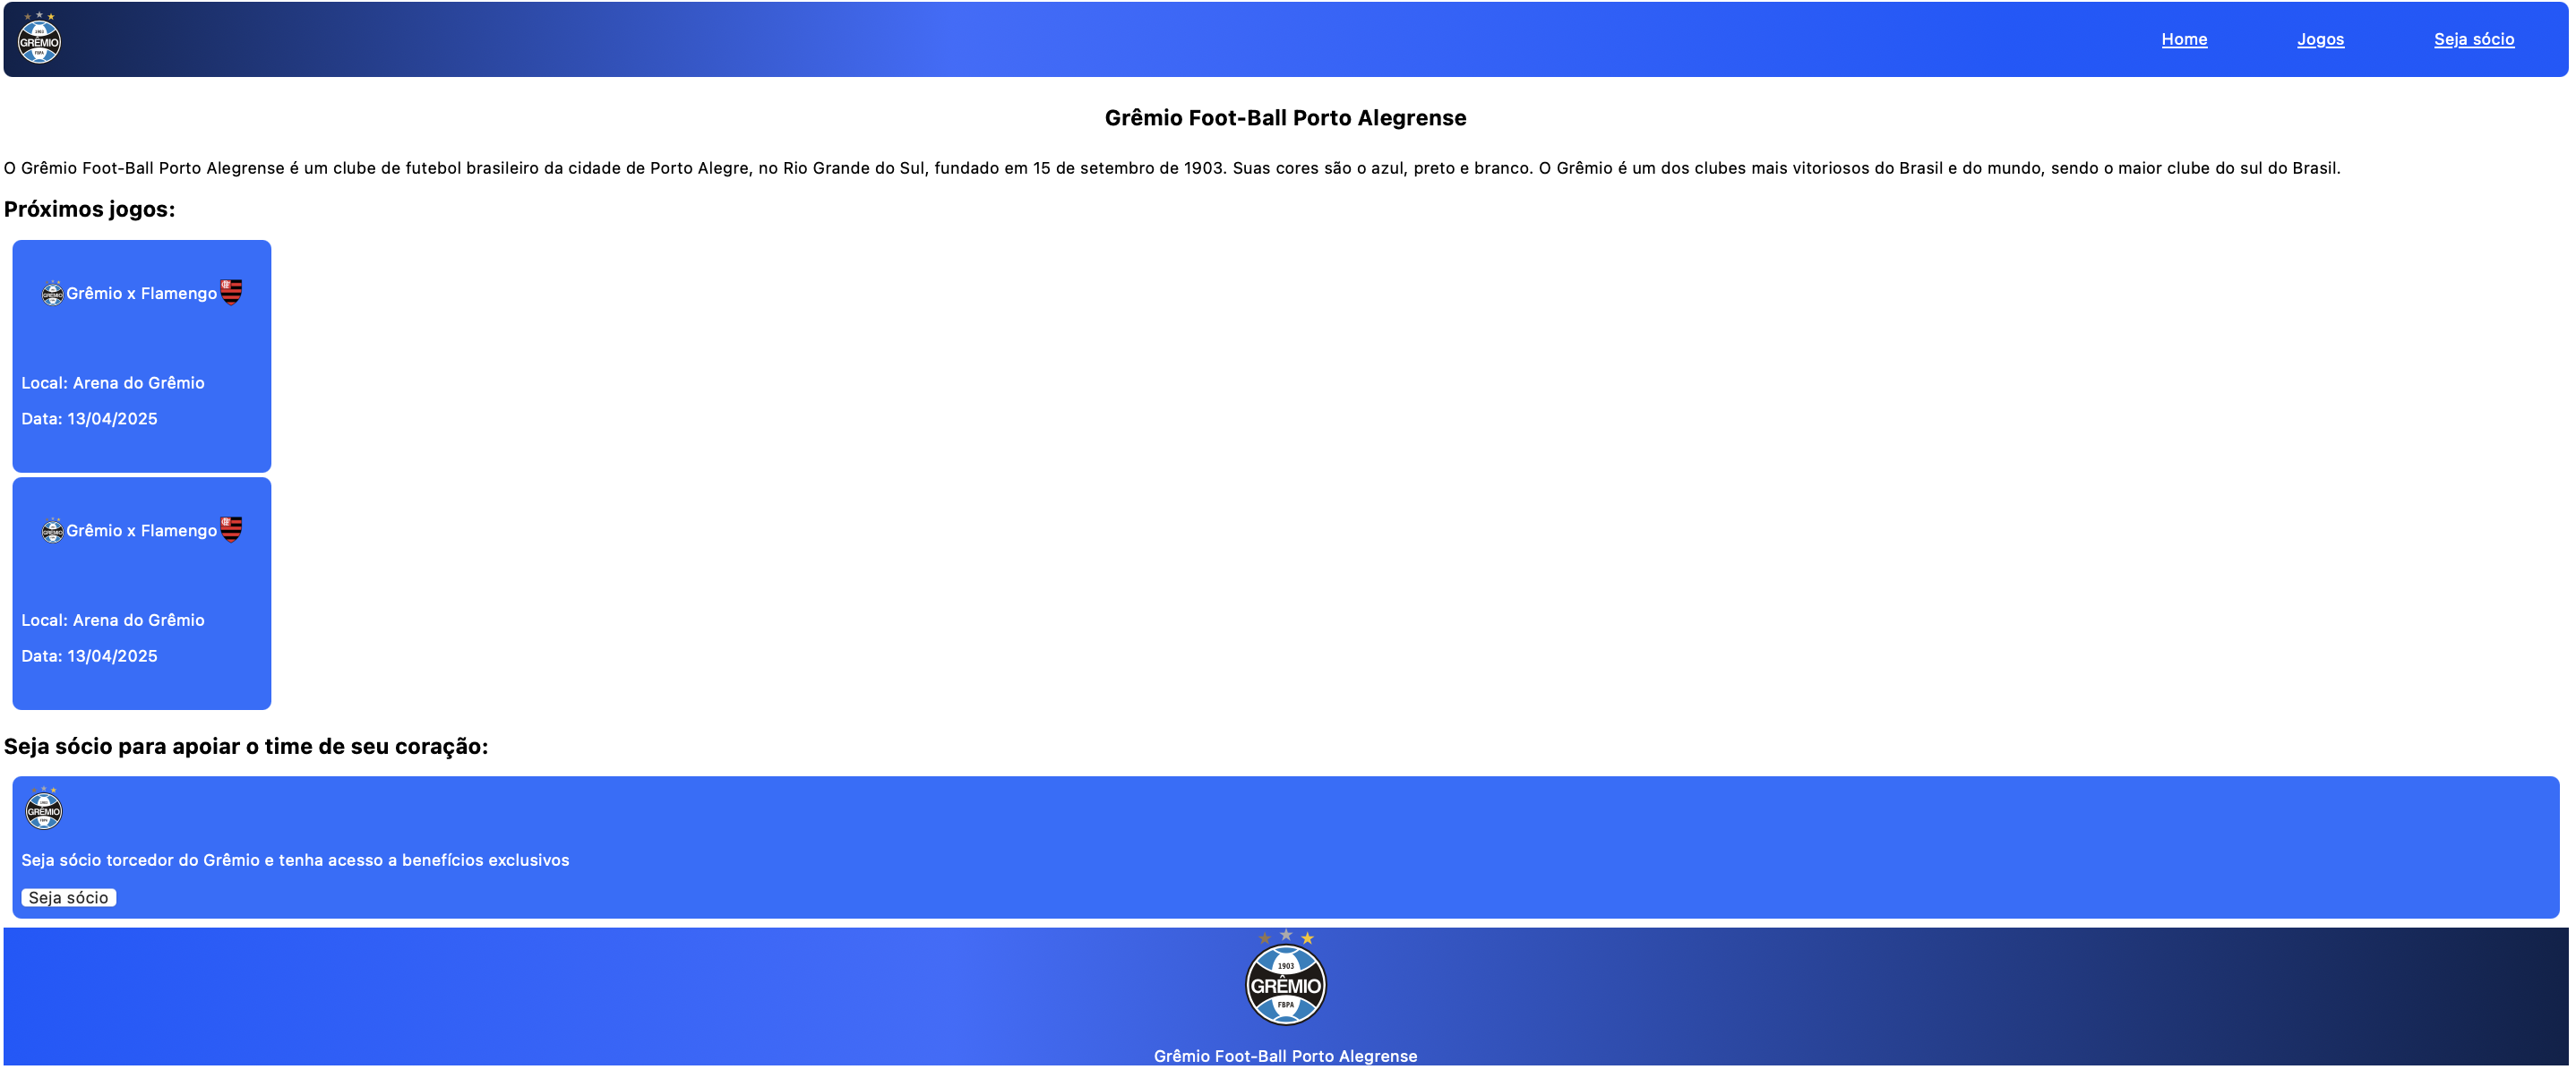 GRÊMIO
Home Jogos Seja sócio
Grêmio Foot-Ball Porto Alegrense
O Grêmio Foot-Ball Porto Alegrense é um clube de futebol brasileiro da cidade de Porto Alegre, no Rio Grande do Sul, fundado em 15 de setembro de 1903. Suas cores são o azul, preto e branco. O Grêmio é um dos clubes mais vitoriosos do Brasil e do mundo, sendo o maior clube do sul do Brasil.
Próximos jogos:
Grêmio x Flamengo
Local: Arena do Grêmio
Data: 13/04/2025
Grêmio x Flamengo
Local: Arena do Grêmio
Data: 13/04/2025
Seja sócio para apoiar o time de seu coração:
GRÊMIO
Seja sócio torcedor do Grêmio e tenha acesso a benefícios exclusivos
Seja sócio
1903
GRÊMIO
FBPA
Grêmio Foot-Ball Porto Alegrense